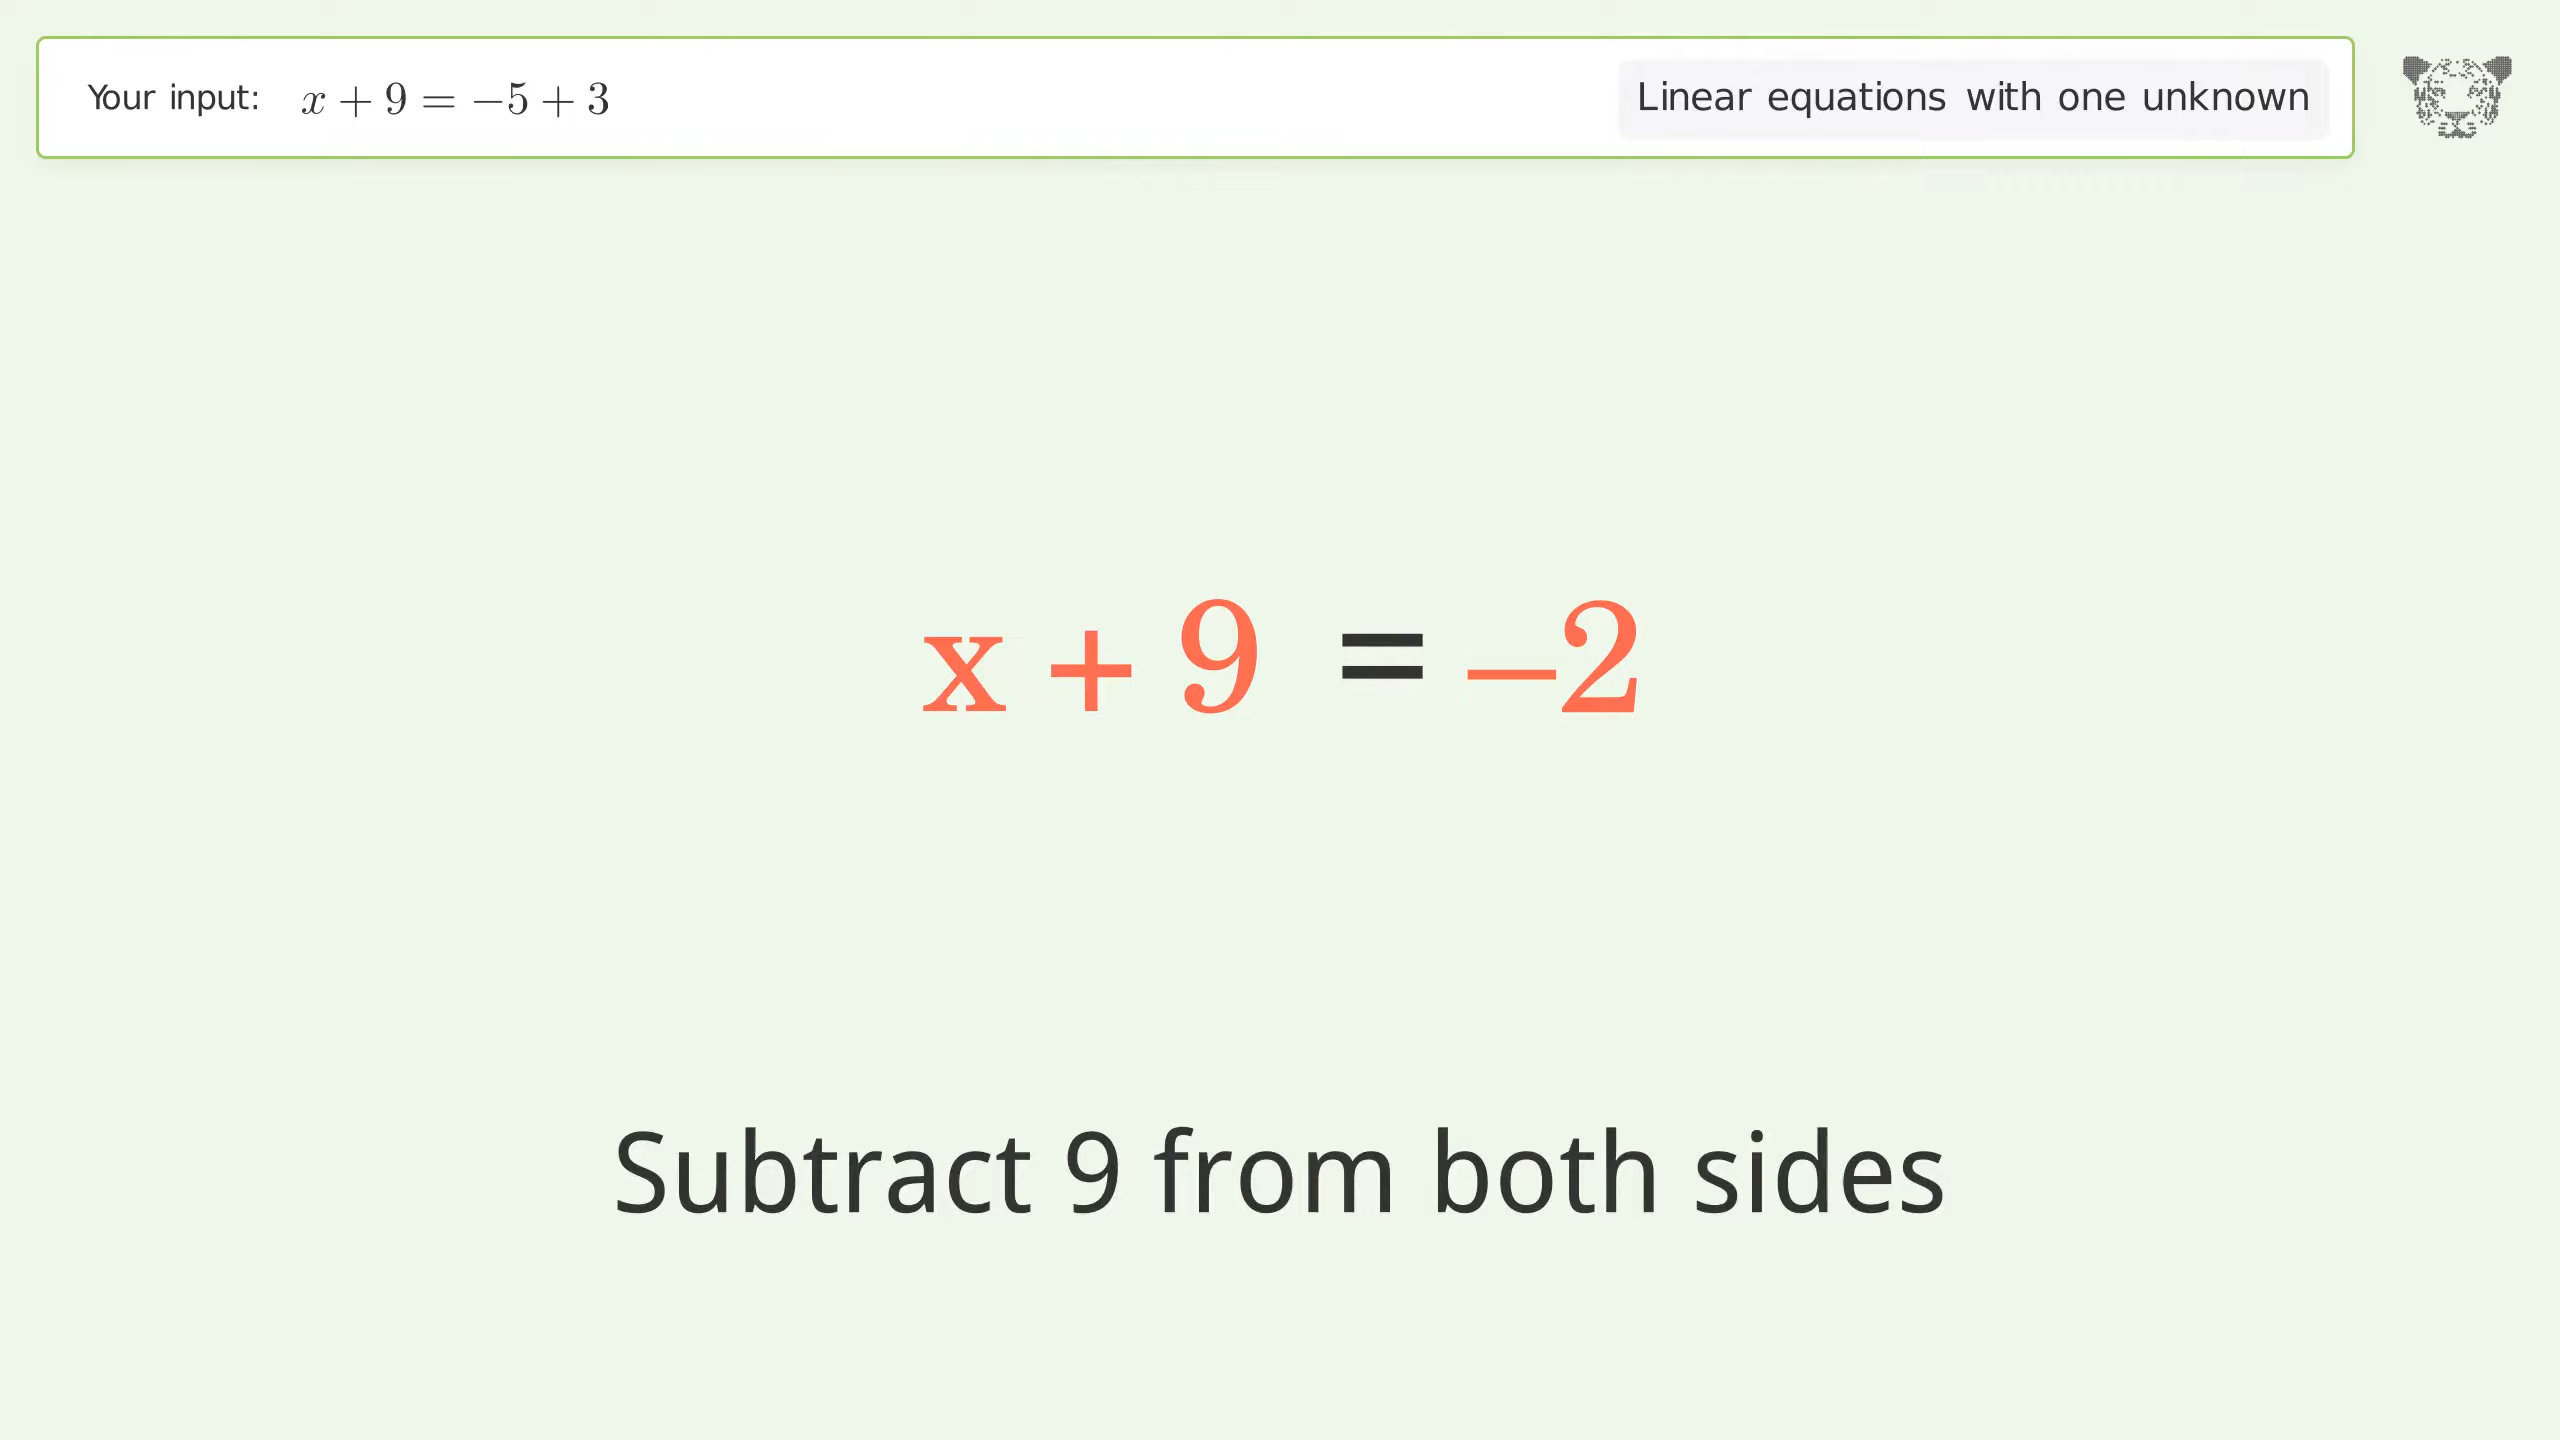 Your input: x + 9 = −5 + 3
Linear equations with one unknown
x + 9 = −2
Subtract 9 from both sides